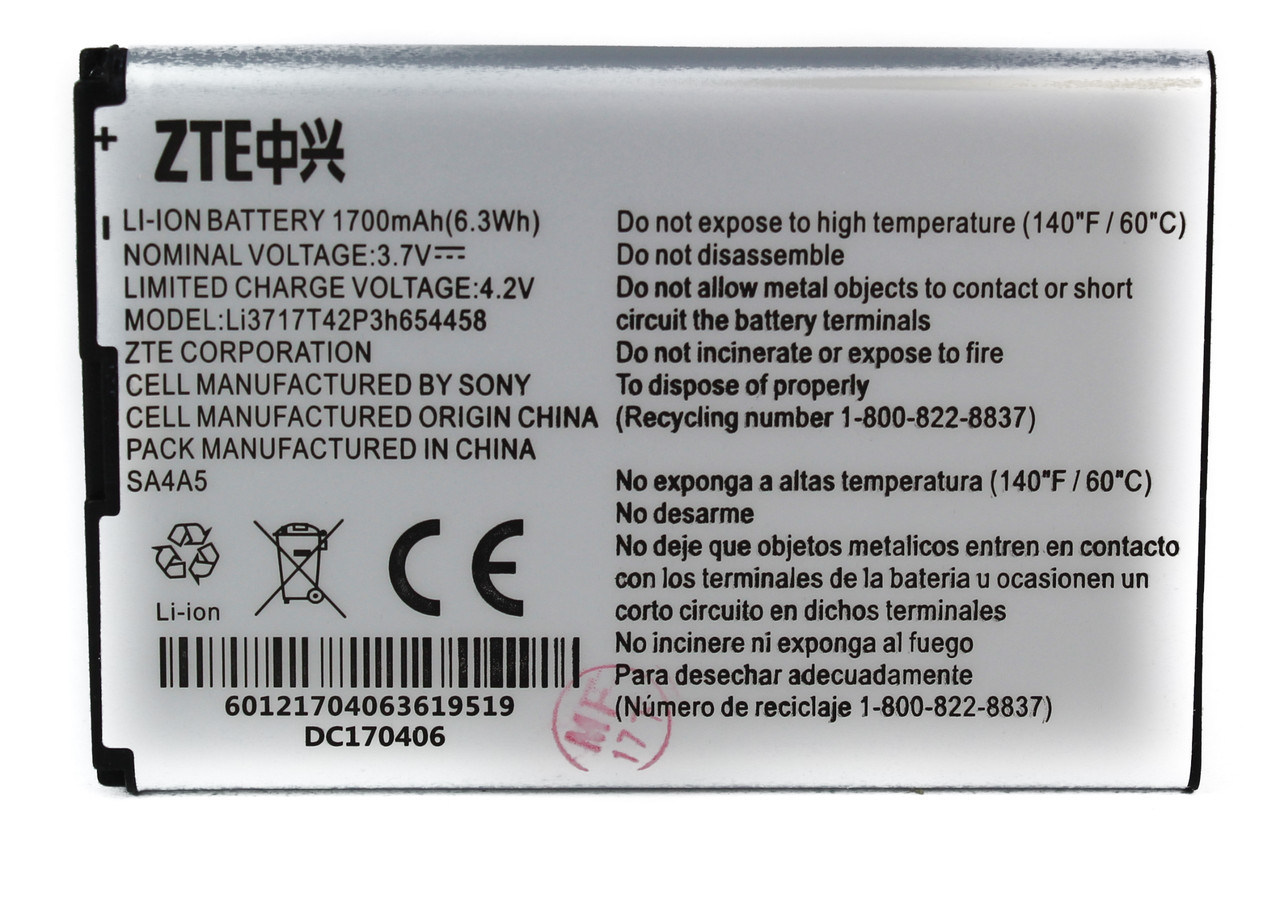 ZTE中兴
LI-ION BATTERY 1700mAh(6.3Wh)
NOMINAL VOLTAGE:3.7V⎓
LIMITED CHARGE VOLTAGE:4.2V
MODEL:Li3717T42P3h654458
ZTE CORPORATION
CELL MANUFACTURED BY SONY
CELL MANUFACTURED ORIGIN CHINA
PACK MANUFACTURED IN CHINA
SA4A5
Li-ion
CE
60121704063619519
DC170406
Do not expose to high temperature (140"F / 60"C)
Do not disassemble
Do not allow metal objects to contact or short
circuit the battery terminals
Do not incinerate or expose to fire
To dispose of properly
(Recycling number 1-800-822-8837)
No exponga a altas temperatura (140"F / 60"C)
No desarme
No deje que objetos metalicos entren en contacto
con los terminales de la bateria u ocasionen un
corto circuito en dichos terminales
No incinere ni exponga al fuego
Para desechar adecuadamente
(Número de reciclaje 1-800-822-8837)